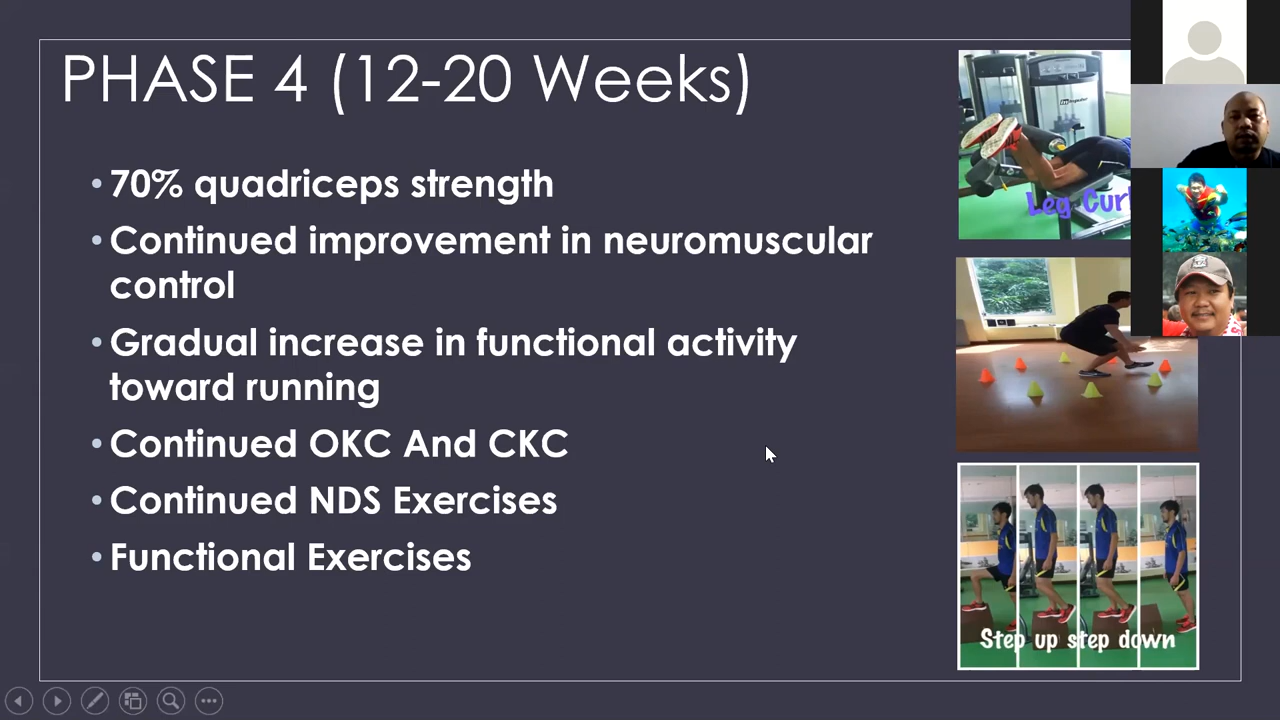 PHASE 4 (12-20 Weeks)
• 70% quadriceps strength
• Continued improvement in neuromuscular
control
• Gradual increase in functional activity
toward running
• Continued OKC And CKC
• Continued NDS Exercises
• Functional Exercises
Leg Curl
Step up step down